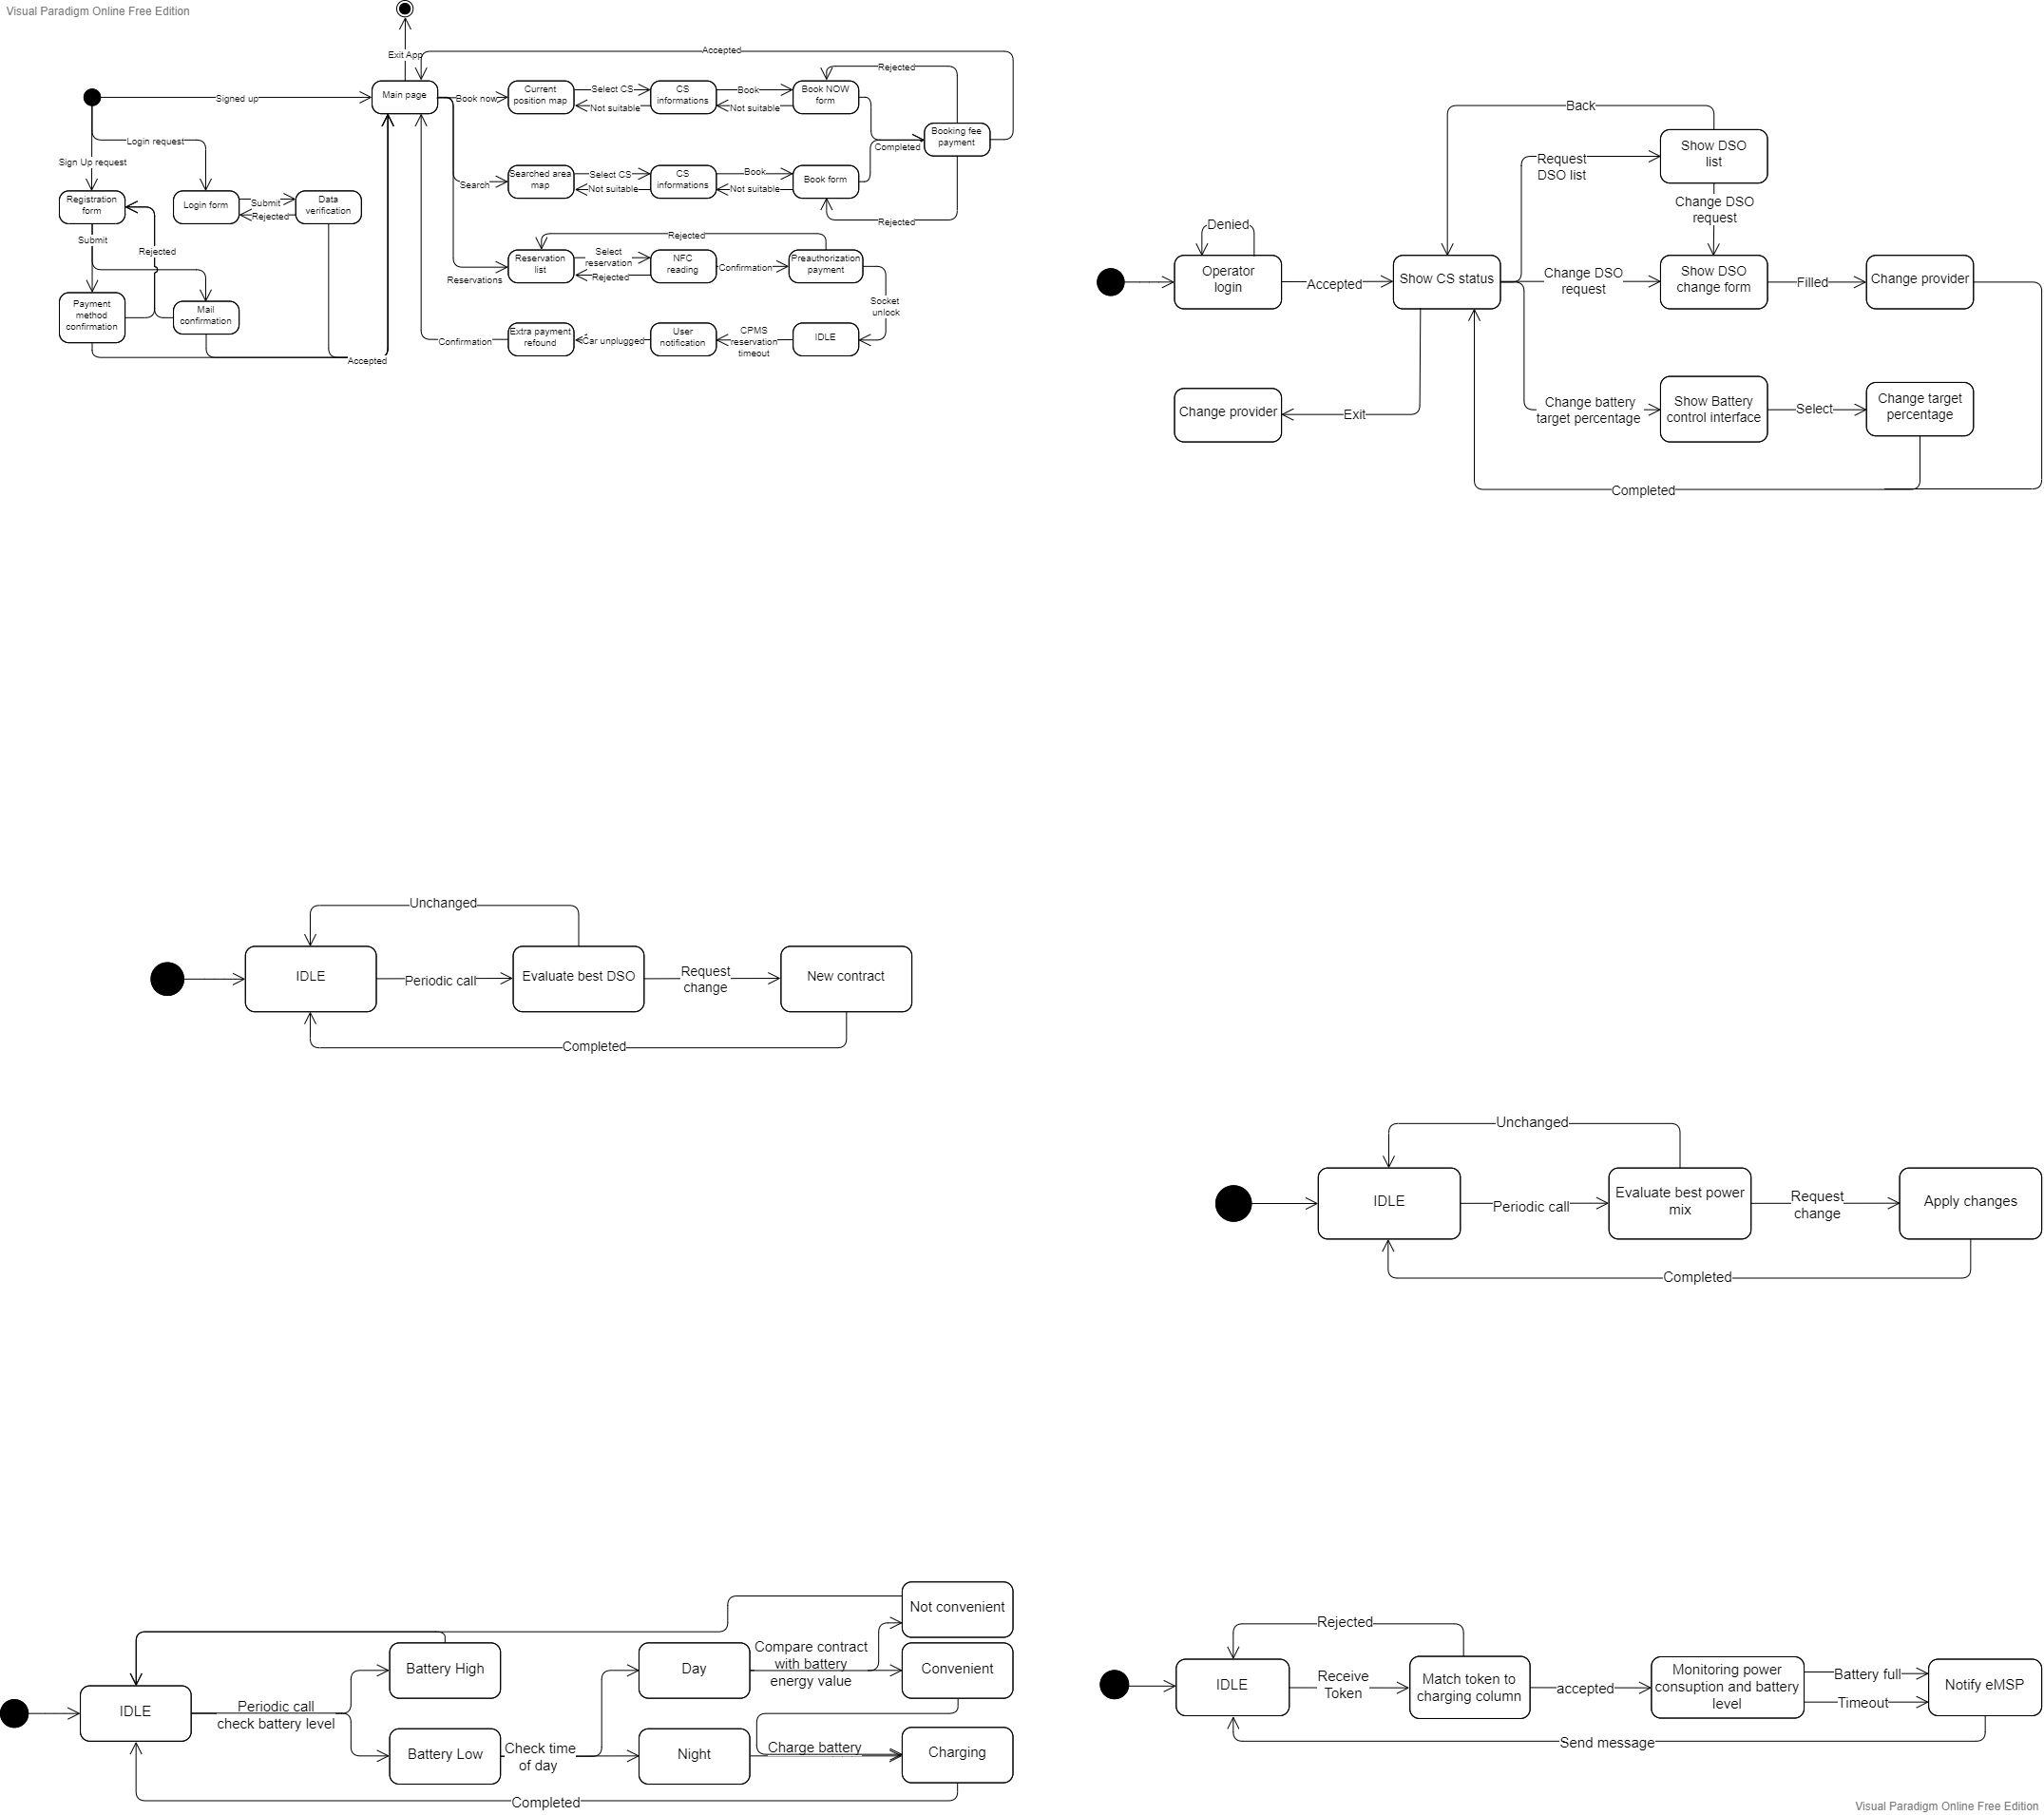 Visual Paradigm Online Free Edition
Exit App
Accepted
Rejected
Signed up
Main page
Book now
Current
position map
Select CS
Not suitable
CS
informations
Book
Not suitable
Book NOW
form
Booking fee
payment
Completed
Login request
Sign Up request
Search
Searched area
map
Select CS
Not suitable
CS
informations
Book
Not suitable
Book form
Rejected
Registration
form
Login form
Submit
Rejected
Data
verification
Submit
Rejected
Payment
method
confirmation
Mail
confirmation
Accepted
Rejected
Reservations
Reservation
list
Select
reservation
Rejected
NFC
reading
Confirmation
Preauthorization
payment
Socket
unlock
Confirmation
Extra payment
refound
Car unplugged
User
notification
CPMS
reservation
timeout
IDLE
Back
Show DSO
list
Request
DSO list
Change DSO
request
Denied
Operator
login
Accepted
Show CS status
Change DSO
request
Show DSO
change form
Filled
Change provider
Change provider
Exit
Change battery
target percentage
Show Battery
control interface
Select
Change target
percentage
Completed
Unchanged
IDLE
Periodic call
Evaluate best DSO
Request
change
New contract
Completed
Unchanged
IDLE
Periodic call
Evaluate best power
mix
Request
change
Apply changes
Completed
Not convenient
Battery High
Day
Compare contract
with battery
energy value
Convenient
IDLE
Periodic call
check battery level
Battery Low
Check time
of day
Night
Charge battery
Charging
Completed
Rejected
IDLE
Receive
Token
Match token to
charging column
accepted
Monitoring power
consuption and battery
level
Battery full
Timeout
Notify eMSP
Send message
Visual Paradigm Online Free Edition